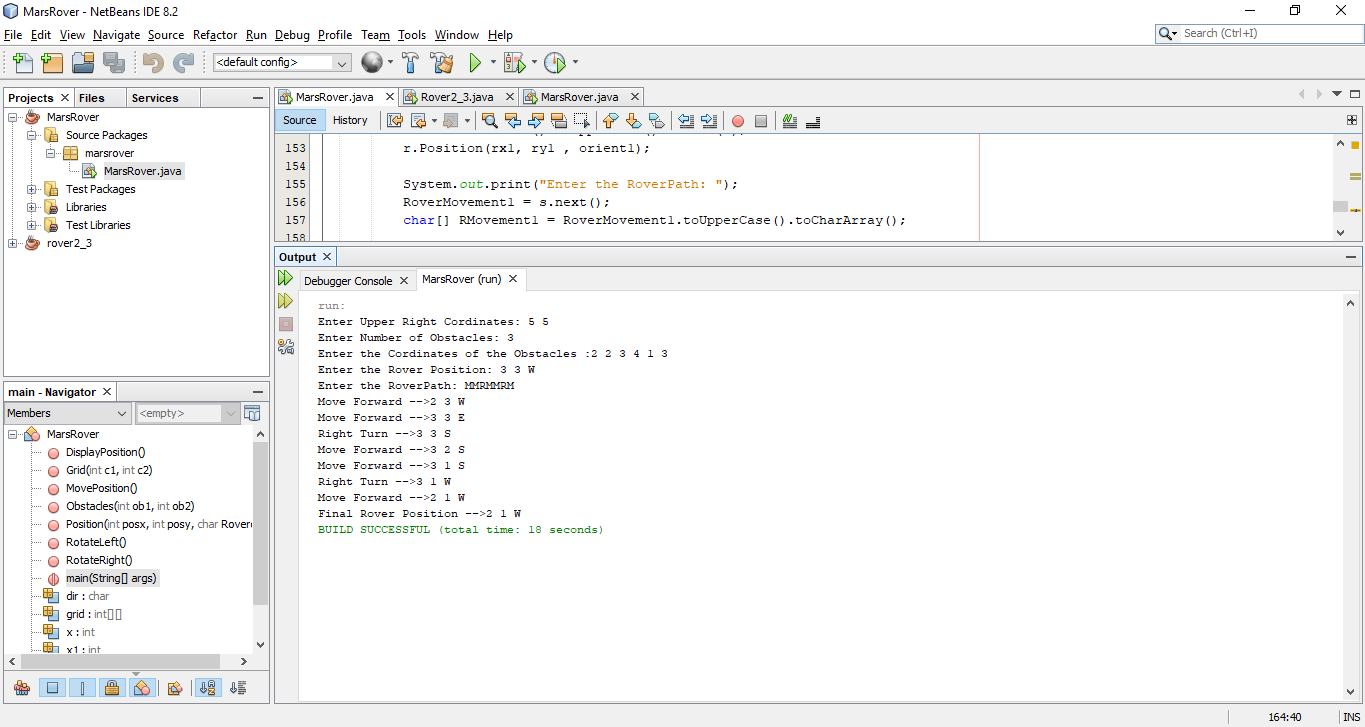 MarsRover - NetBeans IDE 8.2
File Edit View Navigate Source Refactor Run Debug Profile Team Tools Window Help
Search (Ctrl+I)
<default config>
Projects Files Services
MarsRover
Source Packages
marsrover
MarsRover.java
Test Packages
Libraries
Test Libraries
rover2_3
main - Navigator
Members <empty>
MarsRover
DisplayPosition()
Grid(int c1, int c2)
MovePosition()
Obstacles(int ob1, int ob2)
Position(int posx, int posy, char Rover
RotateLeft()
RotateRight()
main(String[] args)
dir : char
grid : int[][]
x : int
x1 : int
MarsRover.java Rover2_3.java MarsRover.java
Source History
153 r.Position(rx1, ry1 , orient1);
154
155 System.out.print("Enter the RoverPath: ");
156 RoverMovement1 = s.next();
157 char[] RMovement1 = RoverMovement1.toUpperCase().toCharArray();
158
Output
Debugger Console MarsRover (run)
run:
Enter Upper Right Cordinates: 5 5
Enter Number of Obstacles: 3
Enter the Cordinates of the Obstacles :2 2 3 4 1 3
Enter the Rover Position: 3 3 W
Enter the RoverPath: MMRMMRM
Move Forward -->2 3 W
Move Forward -->3 3 E
Right Turn -->3 3 S
Move Forward -->3 2 S
Move Forward -->3 1 S
Right Turn -->3 1 W
Move Forward -->2 1 W
Final Rover Position -->2 1 W
BUILD SUCCESSFUL (total time: 18 seconds)
164:40 INS